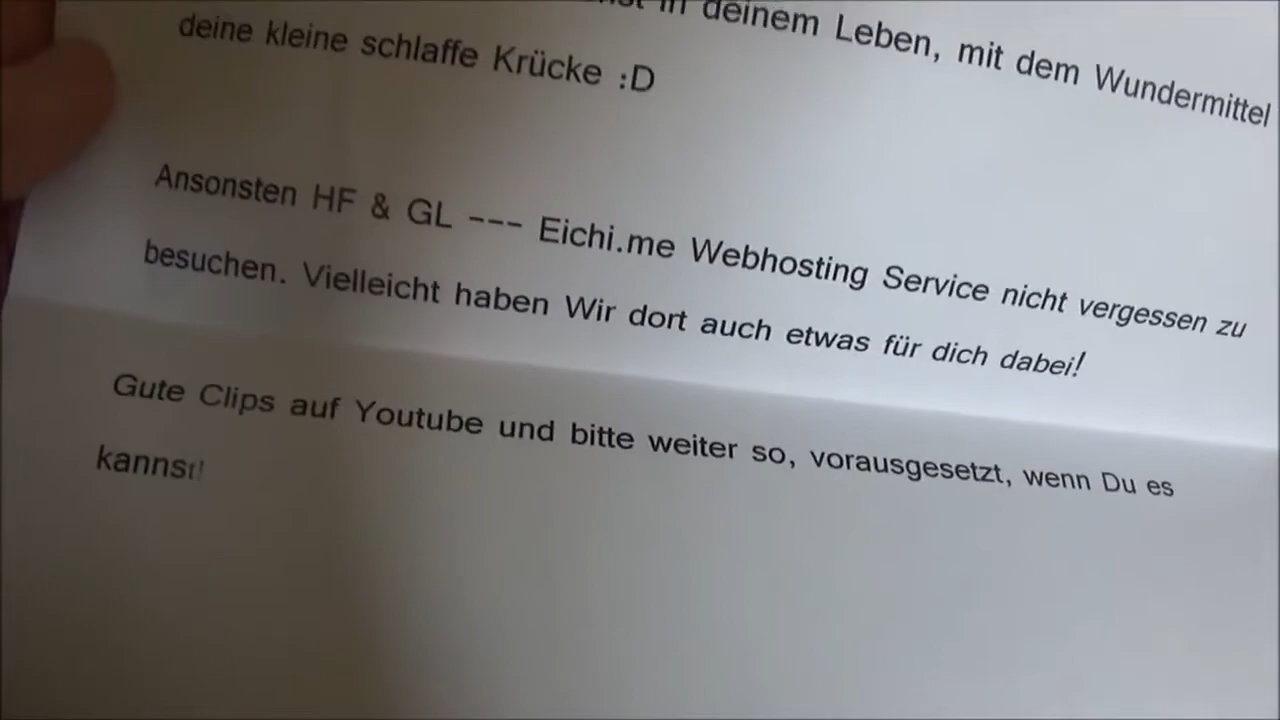 in deinem Leben, mit dem Wundermittel
deine kleine schlaffe Krücke :D
Ansonsten HF & GL --- Eichi.me Webhosting Service nicht vergessen zu
besuchen. Vielleicht haben Wir dort auch etwas für dich dabei!
Gute Clips auf Youtube und bitte weiter so, vorausgesetzt, wenn Du es
kannst!